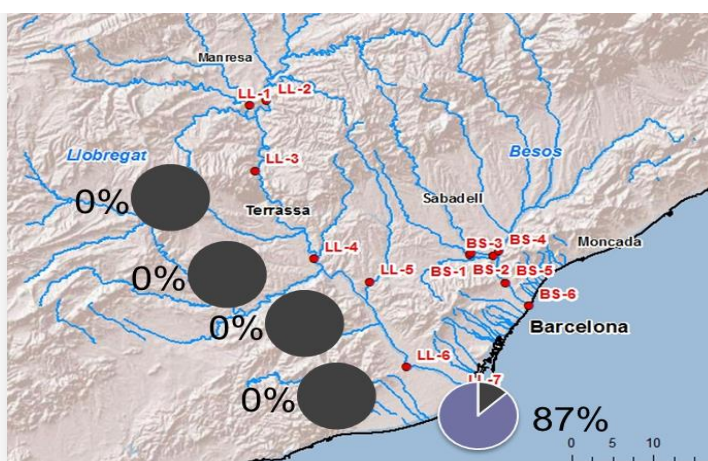 Manresa
LL-1
LL-2
Llobregat
Besos
LL-3
0%
Terrassa
Sabadell
BS-3
BS-4
Moncada
LL-4
0%
LL-5
BS-1
BS-2
BS-5
BS-6
0%
Barcelona
LL-6
LL-7
0%
87%
0 5 10